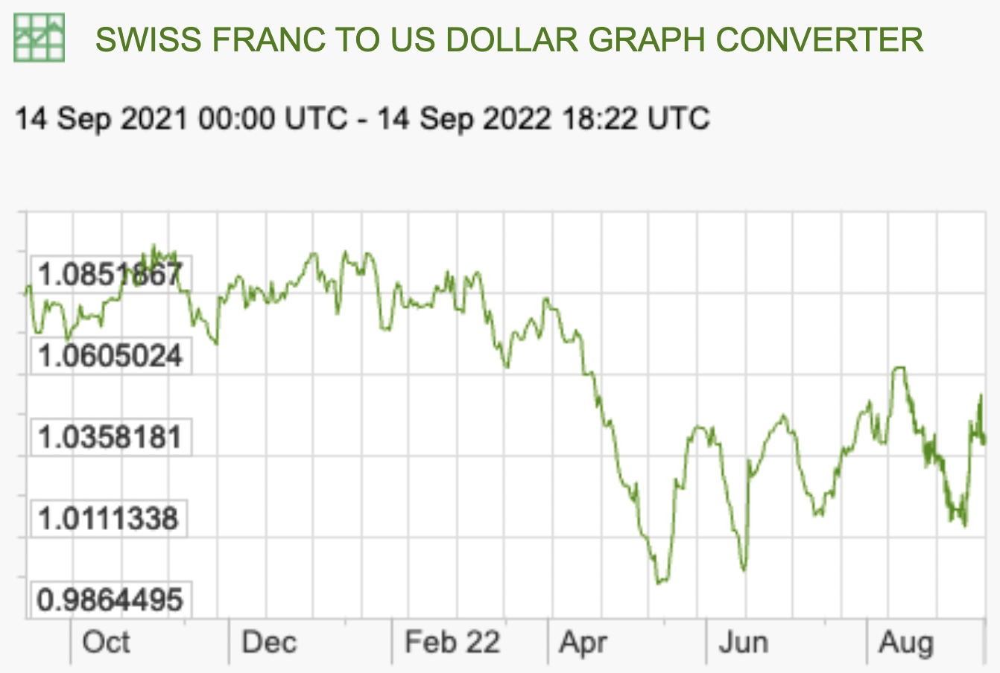 SWISS FRANC TO US DOLLAR GRAPH CONVERTER
14 Sep 2021 00:00 UTC - 14 Sep 2022 18:22 UTC
1.0851867
1.0605024
1.0358181
1.0111338
0.9864495
Oct Dec Feb 22 Apr Jun Aug